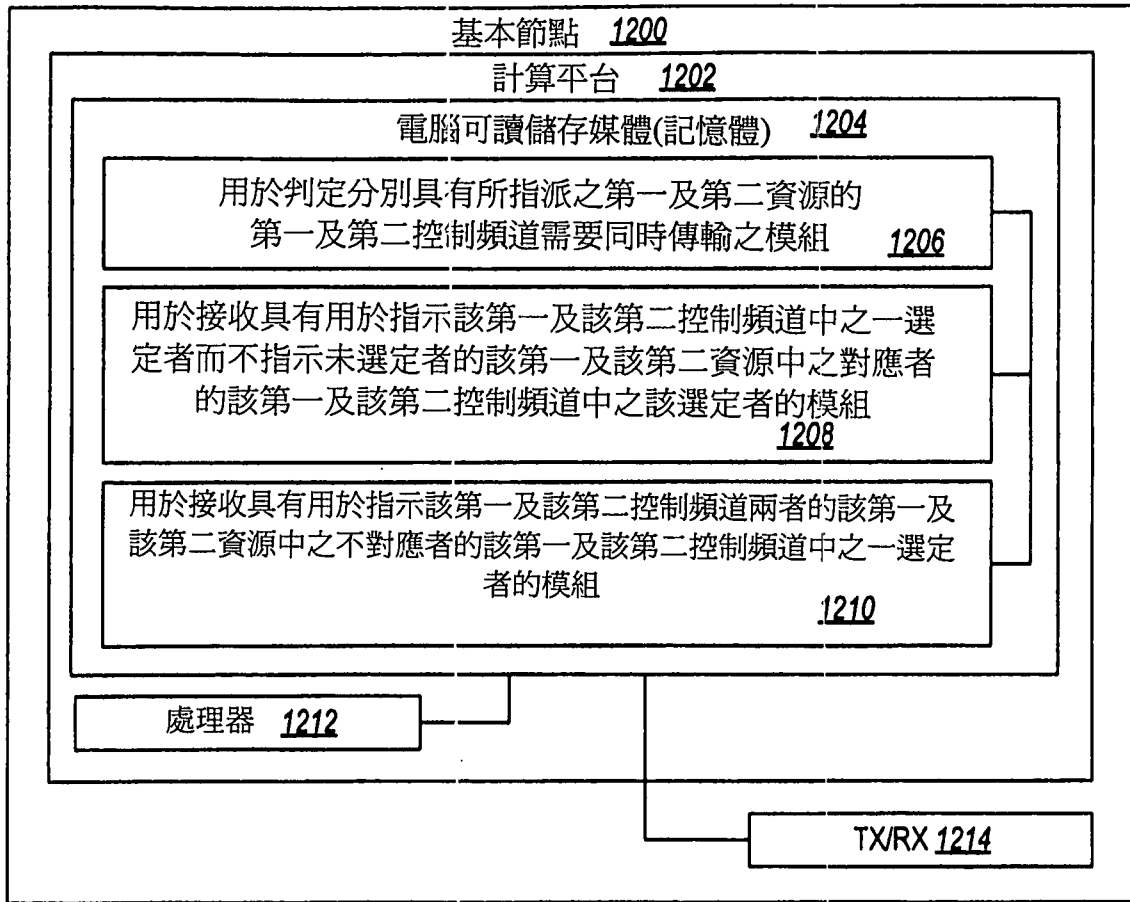 基本節點 1200
計算平台 1202
電腦可讀儲存媒體(記憶體) 1204
用於判定分別具有所指派之第一及第二資源的
第一及第二控制頻道需要同時傳輸之模組 1206
用於接收具有用於指示該第一及該第二控制頻道中之一選
定者而不指示未選定者的該第一及該第二資源中之對應者
的該第一及該第二控制頻道中之該選定者的模組
1208
用於接收具有用於指示該第一及該第二控制頻道兩者的該第一及
該第二資源中之不對應者的該第一及該第二控制頻道中之一選定
者的模組
1210
處理器 1212
TX/RX 1214